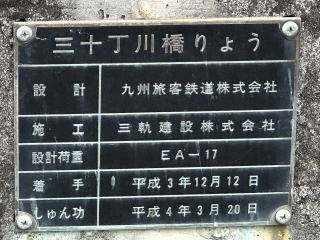 三十丁川橋りょう
設計 九州旅客鉄道株式会社
施工 三軌建設株式会社
設計荷重 EA-17
着手 平成3年12月12日
しゅん功 平成4年3月20日